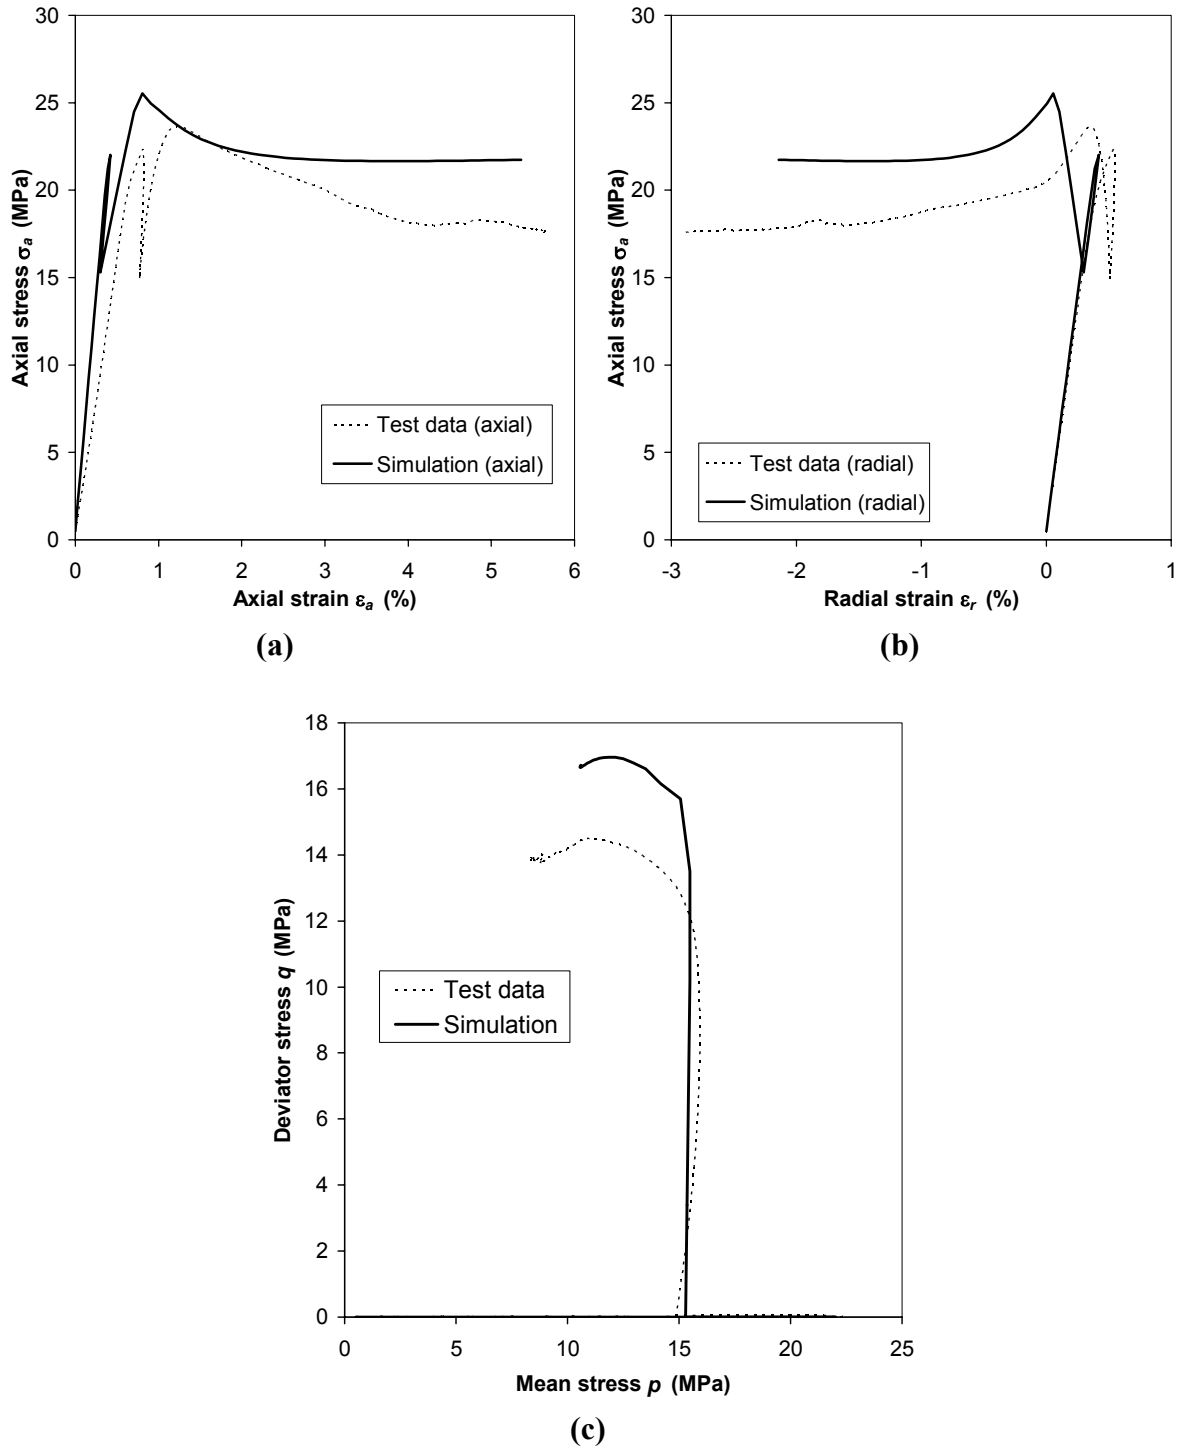 30
25
20
15
10
5
0
Axial stress σa (MPa)
0 1 2 3 4 5 6
Axial strain εa (%)
Test data (axial)
Simulation (axial)
(a)
30
25
20
15
10
5
0
Axial stress σa (MPa)
-3 -2 -1 0 1
Radial strain εr (%)
Test data (radial)
Simulation (radial)
(b)
18
16
14
12
10
8
6
4
2
0
Deviator stress q (MPa)
0 5 10 15 20 25
Mean stress p (MPa)
Test data
Simulation
(c)